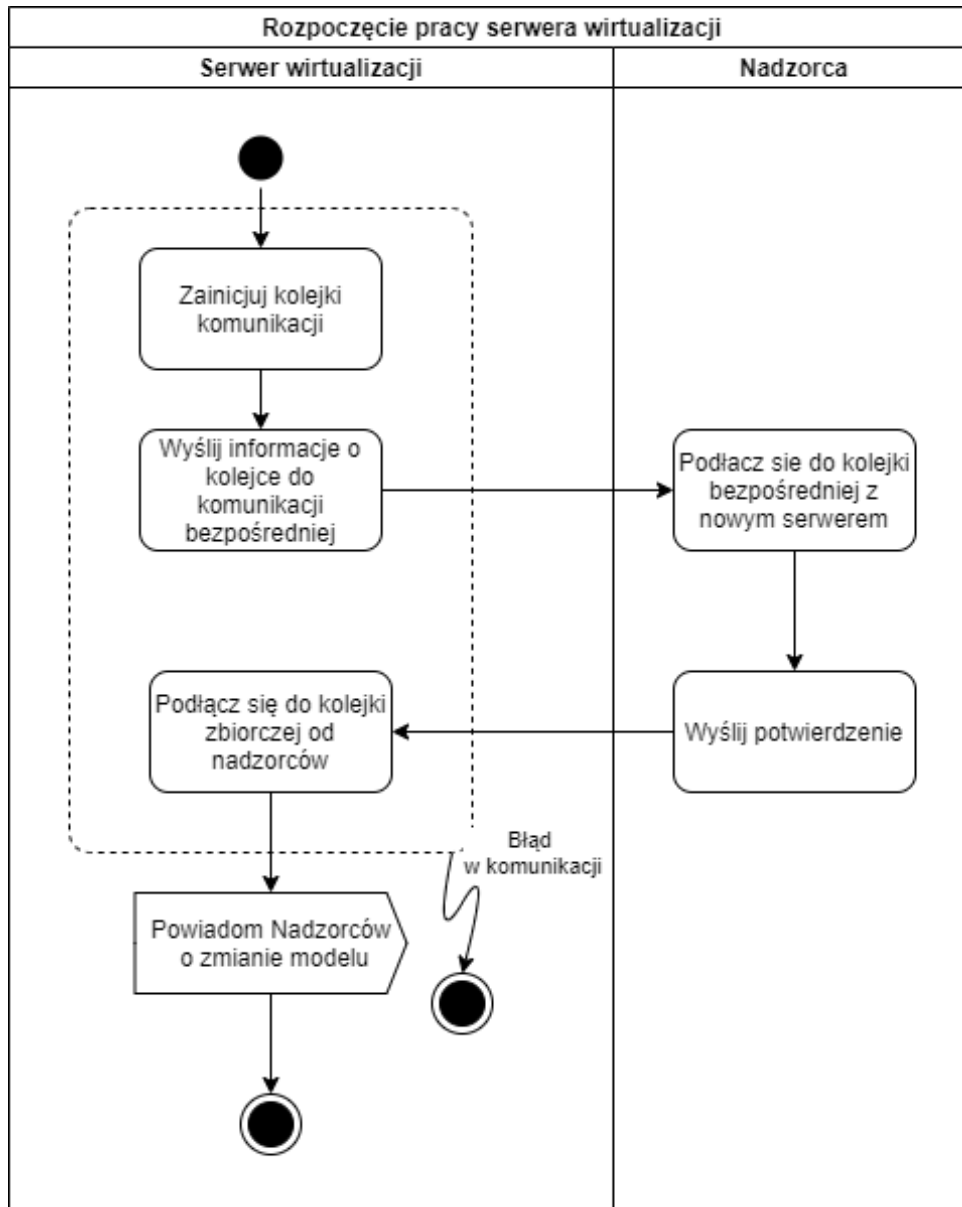 Rozpoczęcie pracy serwera wirtualizacji
Serwer wirtualizacji
Nadzorca
Zainicjuj kolejki
komunikacji
Wyślij informacje o
kolejce do
komunikacji
bezpośredniej
Podłacz sie do kolejki
bezpośredniej z
nowym serwerem
Podłącz się do kolejki
zbiorczej od
nadzorców
Wyślij potwierdzenie
Błąd
w komunikacji
Powiadom Nadzorców
o zmianie modelu